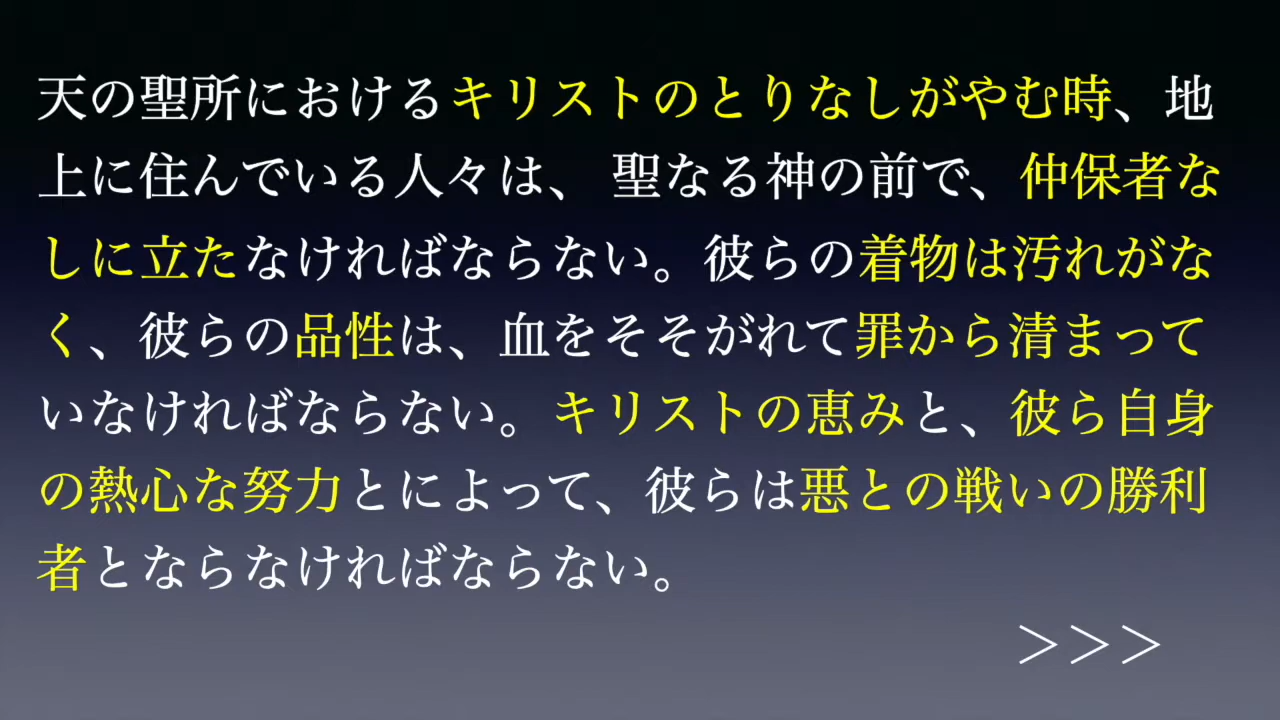 天の聖所におけるキリストのとりなしがやむ時、地
上に住んでいる人々は、 聖なる神の前で、仲保者な
しに立たなければならない。彼らの着物は汚れがな
く、彼らの品性は、血をそそがれて罪から清まって
いなければならない。キリストの恵みと、彼ら自身
の熱心な努力とによって、彼らは悪との戦いの勝利
者とならなければならない。
＞＞＞